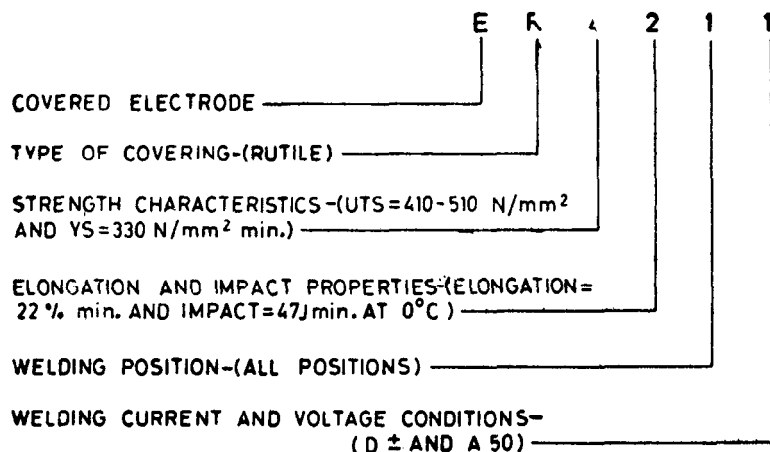 E R 4 2 1 1
COVERED ELECTRODE
TYPE OF COVERING-(RUTILE)
STRENGTH CHARACTERISTICS-(UTS=410-510 N/mm²
AND YS=330 N/mm² min.)
ELONGATION AND IMPACT PROPERTIES-(ELONGATION=
22% min. AND IMPACT=47J min. AT 0°C)
WELDING POSITION-(ALL POSITIONS)
WELDING CURRENT AND VOLTAGE CONDITIONS-
(D ± AND A 50)